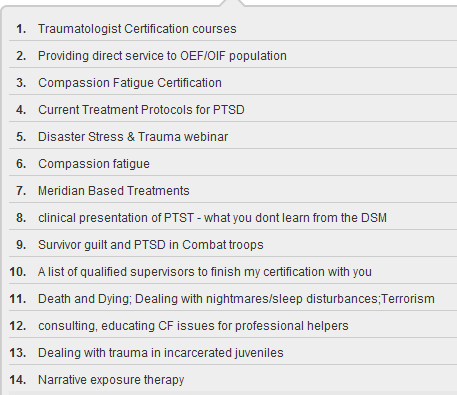 1. Traumatologist Certification courses
2. Providing direct service to OEF/OIF population
3. Compassion Fatigue Certification
4. Current Treatment Protocols for PTSD
5. Disaster Stress & Trauma webinar
6. Compassion fatigue
7. Meridian Based Treatments
8. clinical presentation of PTST - what you dont learn from the DSM
9. Survivor guilt and PTSD in Combat troops
10. A list of qualified supervisors to finish my certification with you
11. Death and Dying; Dealing with nightmares/sleep disturbances;Terrorism
12. consulting, educating CF issues for professional helpers
13. Dealing with trauma in incarcerated juveniles
14. Narrative exposure therapy